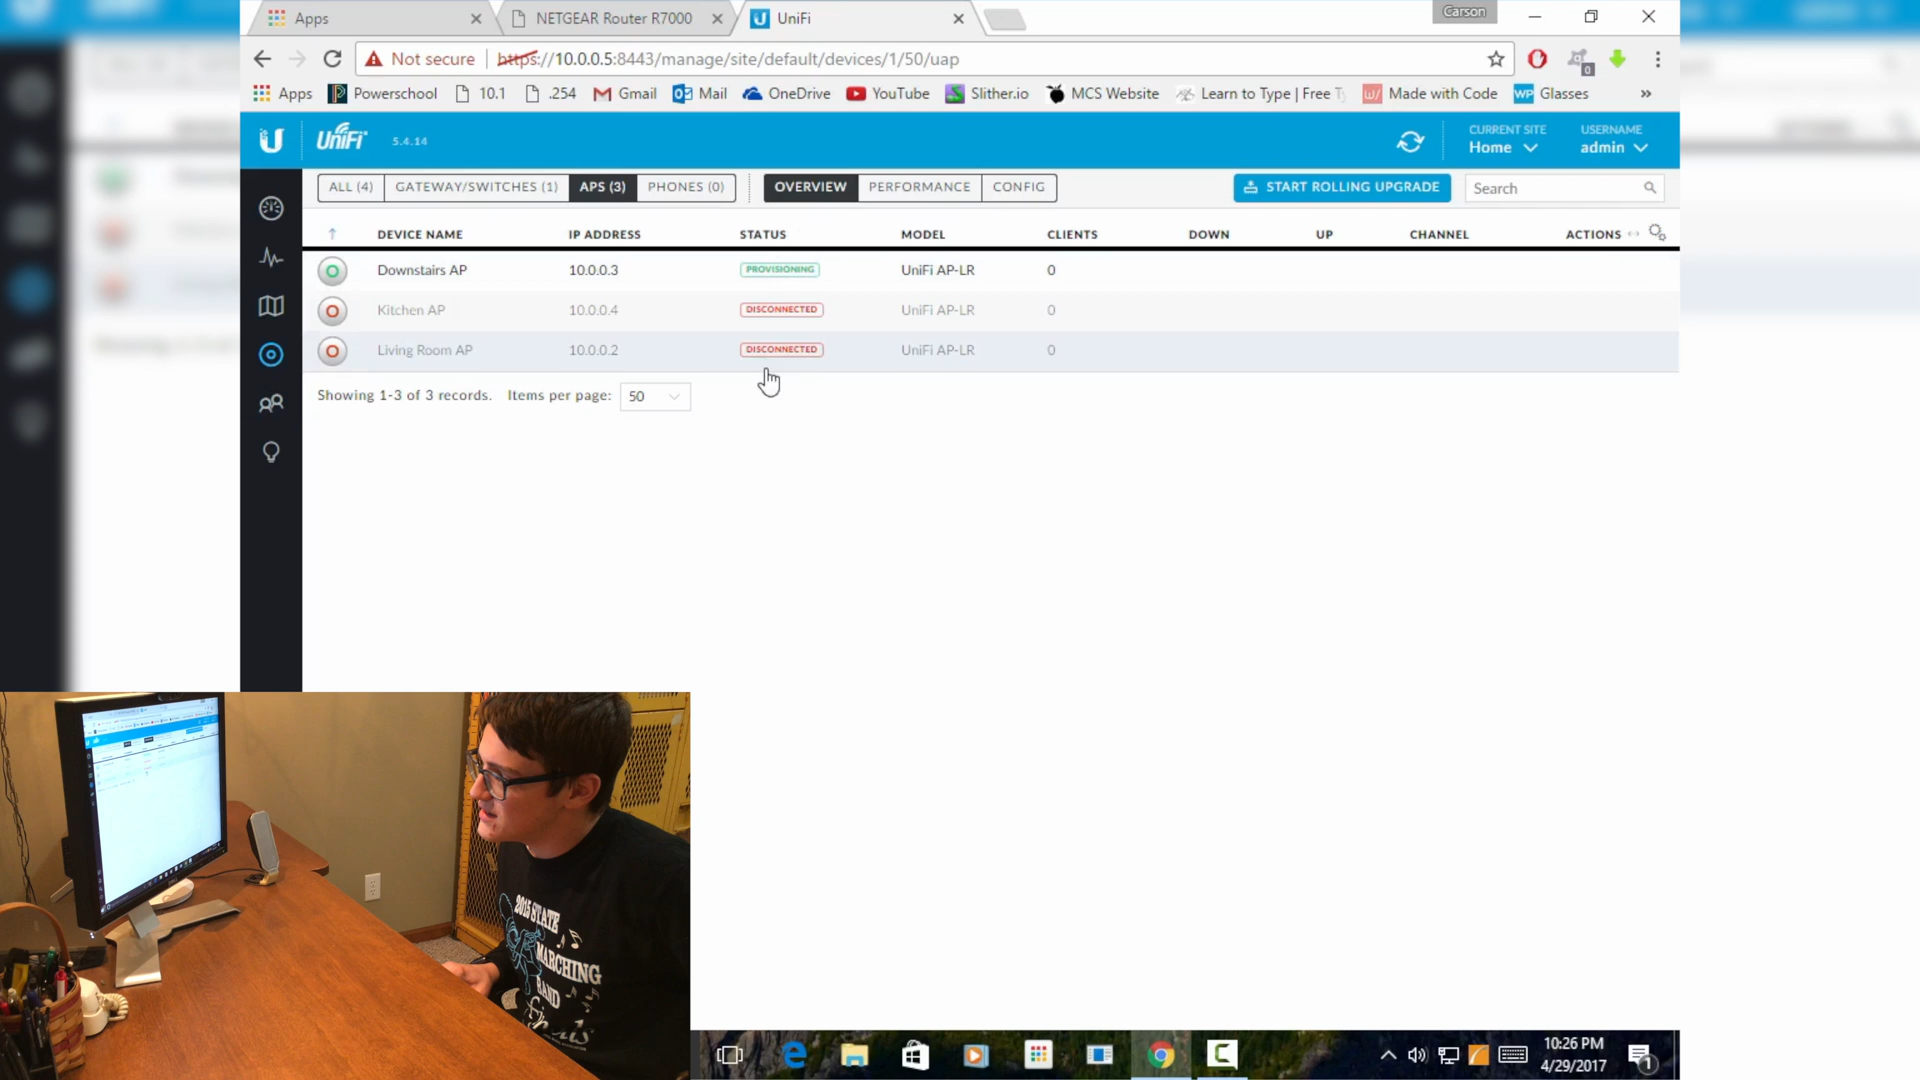 Apps
NETGEAR Router R7000
UniFi
Carson
Not secure
https://10.0.0.5:8443/manage/site/default/devices/1/50/uap
0
Apps
Powerschool
10.1
.254
Gmail
Mail
OneDrive
YouTube
Slither.io
MCS Website
Learn to Type | Free T
Made with Code
WP Glasses
»
UniFi
5.4.14
CURRENT SITE
Home
USERNAME
admin
ALL (4)
GATEWAY/SWITCHES (1)
APS (3)
PHONES (0)
OVERVIEW
PERFORMANCE
CONFIG
START ROLLING UPGRADE
Search
DEVICE NAME IP ADDRESS STATUS MODEL CLIENTS DOWN UP CHANNEL ACTIONS
Downstairs AP 10.0.0.3 PROVISIONING UniFi AP-LR 0
Kitchen AP 10.0.0.4 DISCONNECTED UniFi AP-LR 0
Living Room AP 10.0.0.2 DISCONNECTED UniFi AP-LR 0
Showing 1-3 of 3 records. Items per page: 50
2015 STATE
MARCHING
BAND
10:26 PM
4/29/2017
1